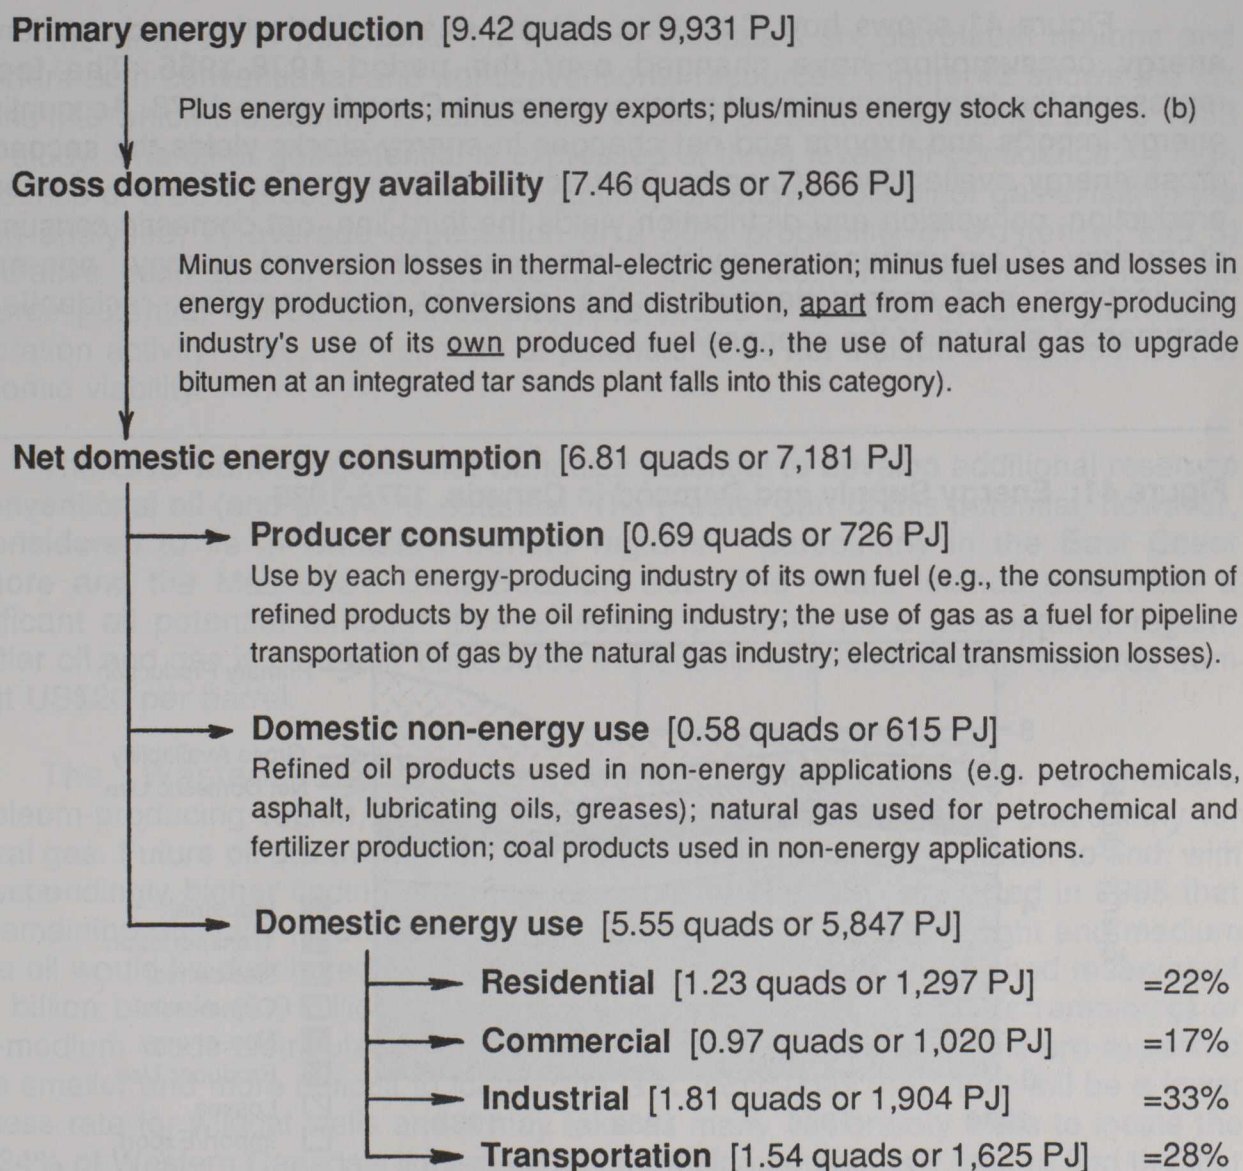 Primary energy production [9.42 quads or 9,931 PJ]
Plus energy imports; minus energy exports; plus/minus energy stock changes. (b)
Gross domestic energy availability [7.46 quads or 7,866 PJ]
Minus conversion losses in thermal-electric generation; minus fuel uses and losses in
energy production, conversions and distribution, apart from each energy-producing
industry's use of its own produced fuel (e.g., the use of natural gas to upgrade
bitumen at an integrated tar sands plant falls into this category).
Net domestic energy consumption [6.81 quads or 7,181 PJ]
Producer consumption [0.69 quads or 726 PJ]
Use by each energy-producing industry of its own fuel (e.g., the consumption of
refined products by the oil refining industry; the use of gas as a fuel for pipeline
transportation of gas by the natural gas industry; electrical transmission losses).
Domestic non-energy use [0.58 quads or 615 PJ]
Refined oil products used in non-energy applications (e.g. petrochemicals,
asphalt, lubricating oils, greases); natural gas used for petrochemical and
fertilizer production; coal products used in non-energy applications.
Domestic energy use [5.55 quads or 5,847 PJ]
Residential [1.23 quads or 1,297 PJ] =22%
Commercial [0.97 quads or 1,020 PJ] =17%
Industrial [1.81 quads or 1,904 PJ] =33%
Transportation [1.54 quads or 1,625 PJ] =28%